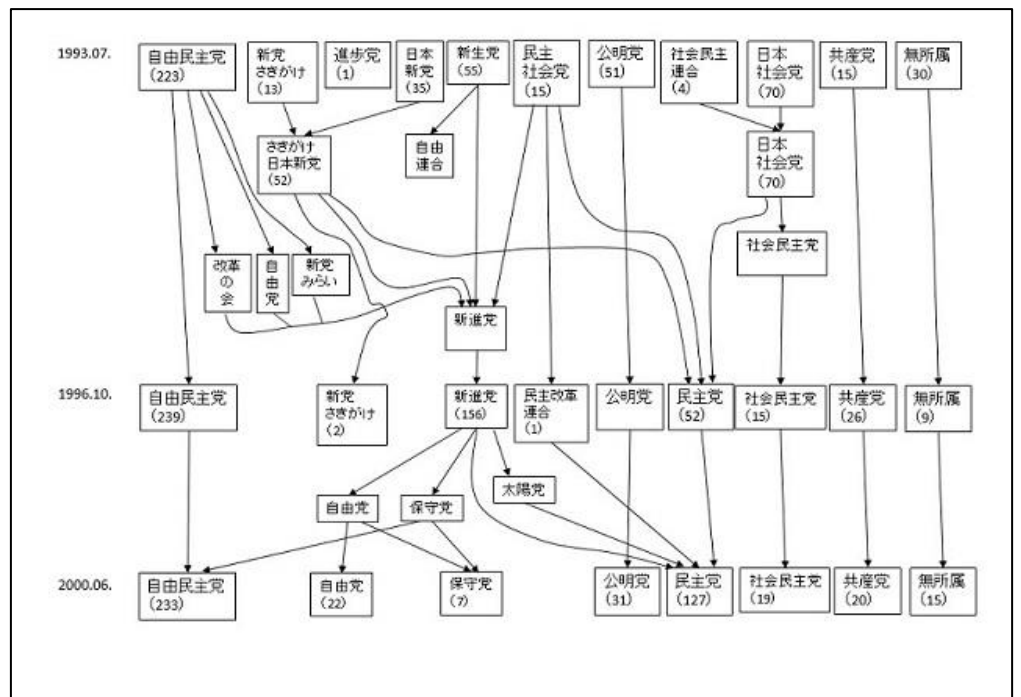 1993.07.
自由民主党
(223)
新党
さきがけ
(13)
進歩党
(1)
日本
新党
(35)
新生党
(55)
民主
社会党
(15)
公明党
(51)
社会民主
連合
(4)
日本
社会党
(70)
共産党
(15)
無所属
(30)
さきがけ
日本新党
(52)
自由
連合
日本
社会党
(70)
社会民主党
改革
の
会
自
由
党
新党
みらい
新進党
1996.10.
自由民主党
(239)
新党
さきがけ
(2)
新進党
(156)
民主改革
連合
(1)
公明党
民主党
(52)
社会民主党
(15)
共産党
(26)
無所属
(9)
自由党
保守党
太陽党
2000.06.
自由民主党
(233)
自由党
(22)
保守党
(7)
公明党
(31)
民主党
(127)
社会民主党
(19)
共産党
(20)
無所属
(15)